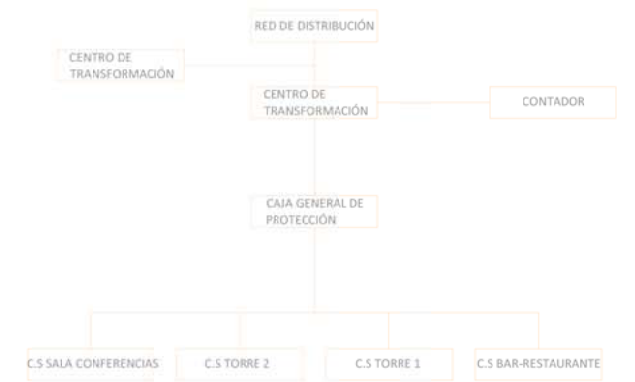 RED DE DISTRIBUCIÓN
CENTRO DE
TRANSFORMACIÓN
CENTRO DE
TRANSFORMACIÓN
CONTADOR
CAJA GENERAL DE
PROTECCIÓN
C.S SALA CONFERENCIAS
C.S TORRE 2
C.S TORRE 1
C.S BAR-RESTAURANTE